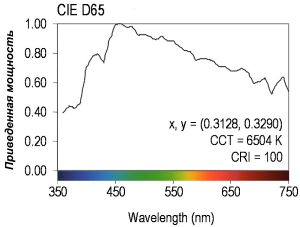 CIE D65
Приведенная мощность
1.00
0.80
0.60
0.40
0.20
0.00
x, y = (0.3128, 0.3290)
CCT = 6504 K
CRI = 100
350 450 550 650 750
Wavelength (nm)